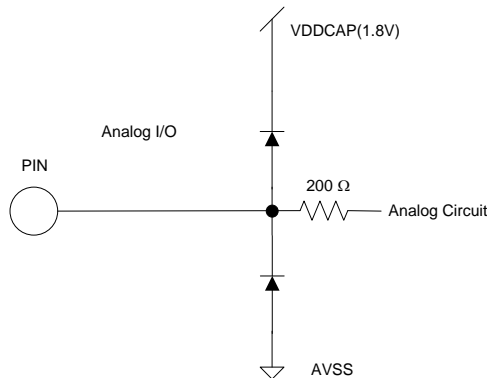 VDDCAP(1.8V)
Analog I/O
PIN
200 Ω
Analog Circuit
AVSS